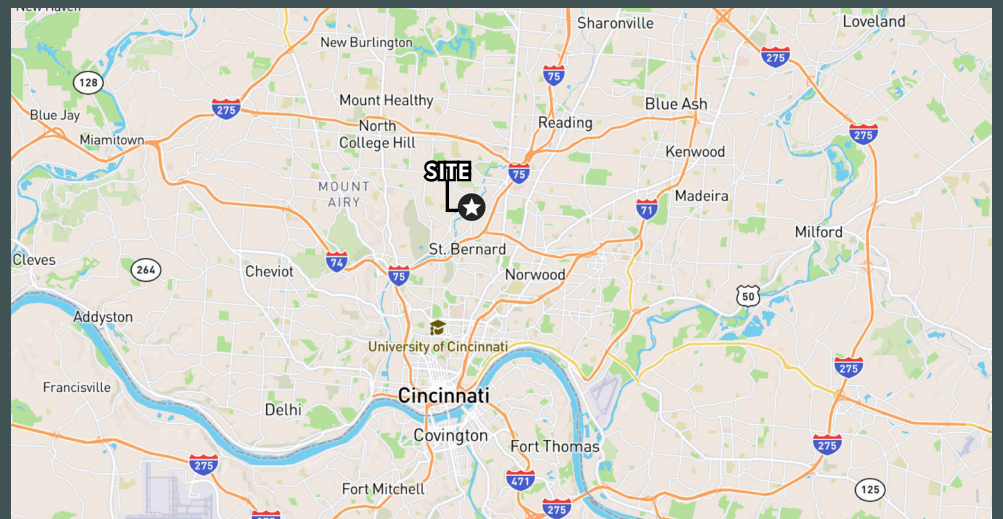 New Haven
Sharonville
Loveland
New Burlington
275
75
128
Mount Healthy
275
Blue Ash
Blue Jay
Reading
North
College Hill
275
Miamitown
Kenwood
SITE
75
MOUNT
AIRY
Madeira
71
Milford
St. Bernard
Cleves
264
Cheviot
74
75
Norwood
50
Addyston
University of Cincinnati
275
Francisville
Cincinnati
Delhi
Covington
Fort Thomas
275
275
Fort Mitchell
471
125
275